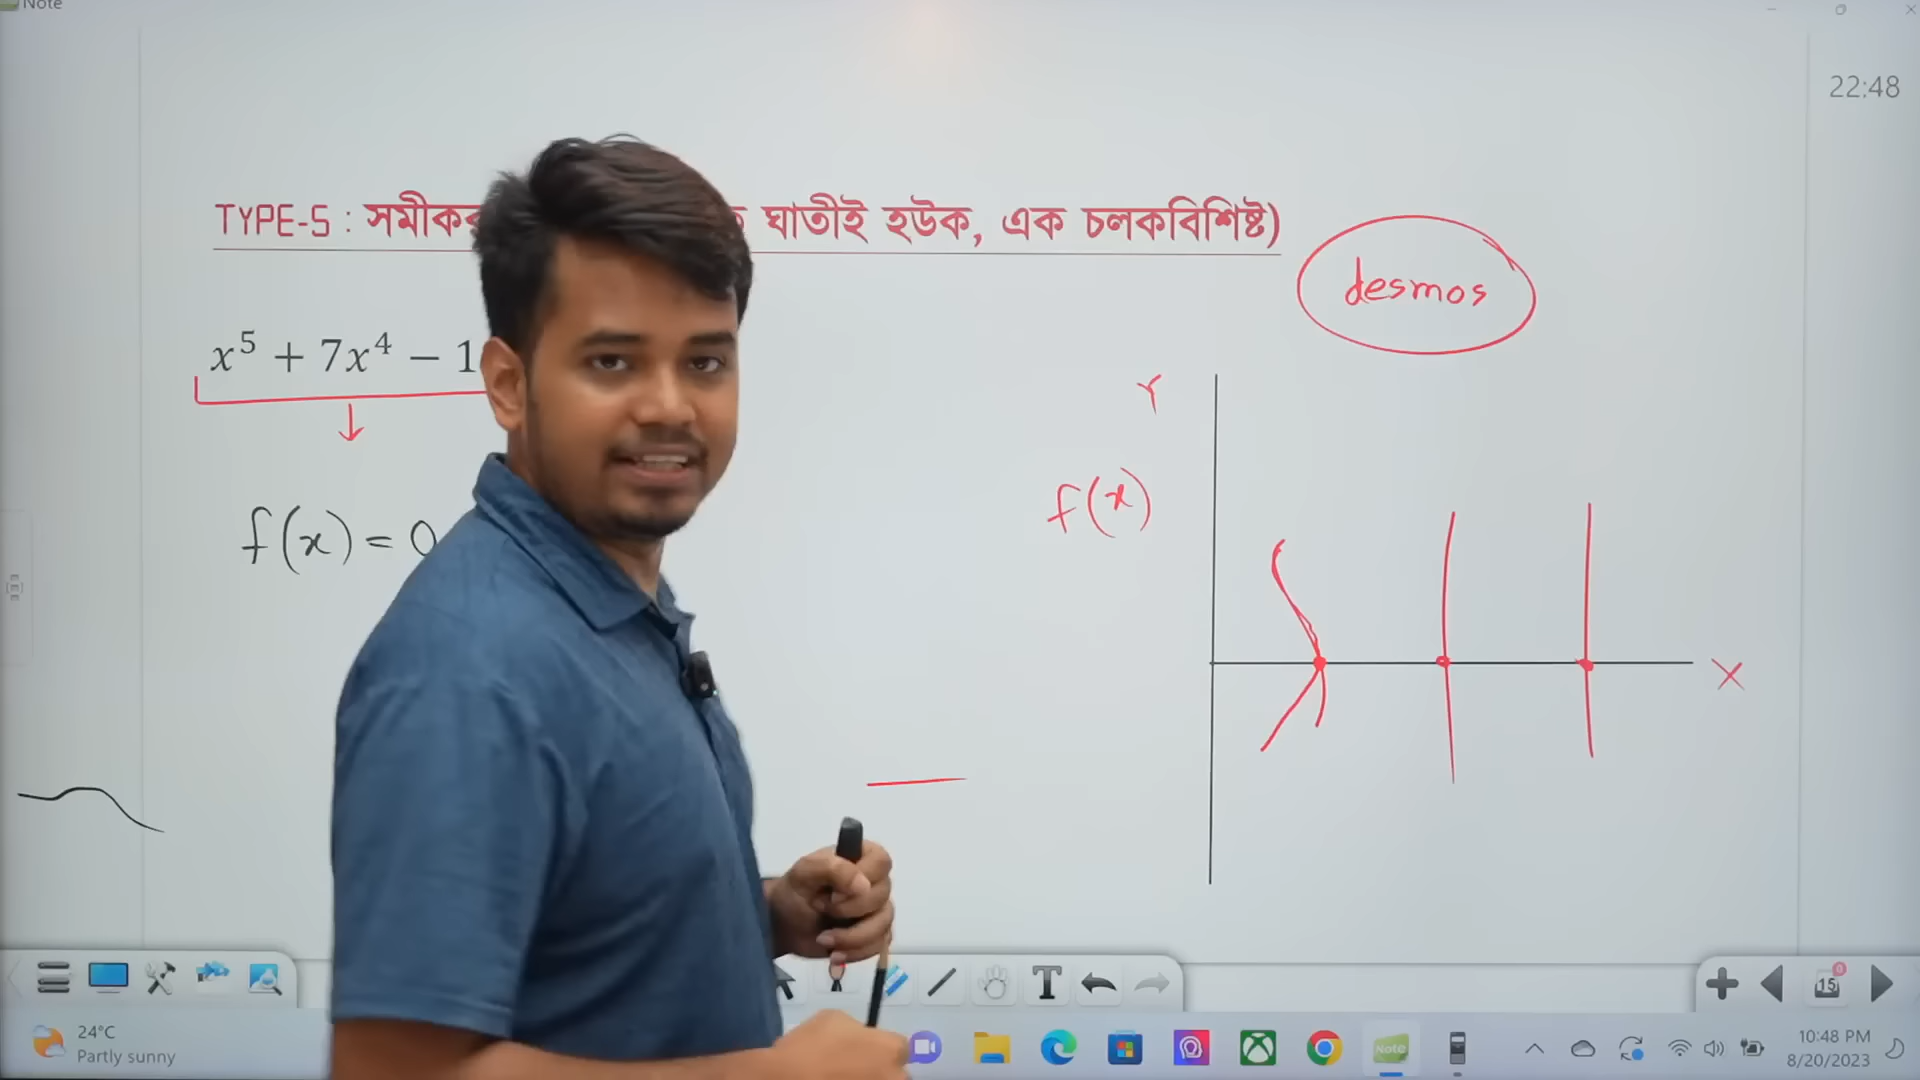 Note
22:48
TYPE-5 : ঘাতীই হউক, এক চলকবিশিষ্ট)
desmos
x⁵ + 7x⁴ − 1
Y
f(x)
f(x) = 0
X
T
15
24°C
Partly sunny
Note
10:48 PM
8/20/2023